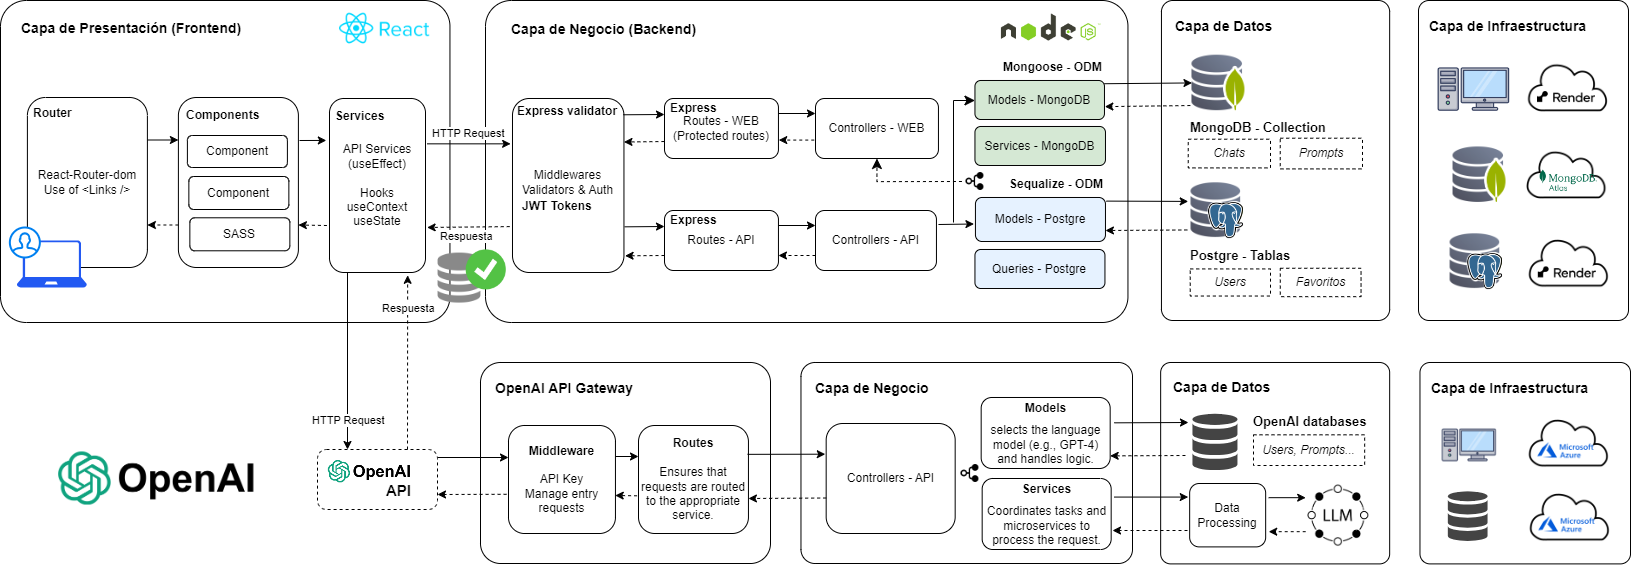 Capa de Presentación (Frontend)
React
Router
React-Router-dom
Use of <Links />
Components
Component
Component
SASS
Services
API Services
(useEffect)
Hooks
useContext
useState
HTTP Request
Respuesta
Respuesta
HTTP Request
Capa de Negocio (Backend)
node
JS
Express validator
Middlewares
Validators & Auth
JWT Tokens
Express
Routes - WEB
(Protected routes)
Controllers - WEB
Express
Routes - API
Controllers - API
Mongoose - ODM
Models - MongoDB
Services - MongoDB
Sequalize - ODM
Models - Postgre
Queries - Postgre
Capa de Datos
MongoDB - Collection
Chats
Prompts
Postgre - Tablas
Users
Favoritos
Capa de Infraestructura
Render
MongoDB.
Atlas
Render
OpenAI
OpenAI
API
OpenAI API Gateway
Middleware
API Key
Manage entry
requests
Routes
Ensures that
requests are routed
to the appropriate
service.
Capa de Negocio
Controllers - API
Models
selects the language
model (e.g., GPT-4)
and handles logic.
Services
Coordinates tasks and
microservices to
process the request.
Capa de Datos
OpenAI databases
Users, Prompts...
Data
Processing
LLM
Capa de Infraestructura
Microsoft
Azure
Microsoft
Azure